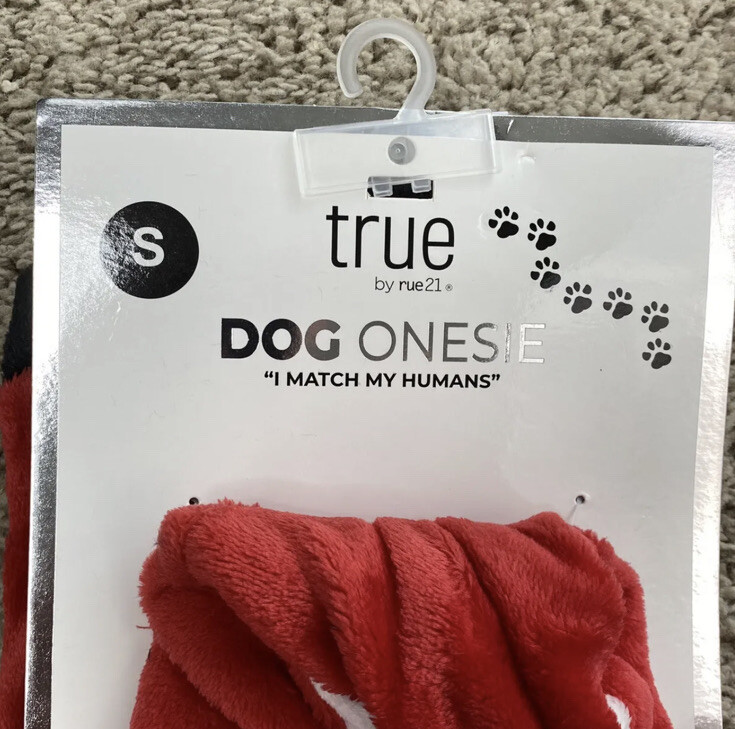 S
true
by rue21®
DOG ONESIE
“I MATCH MY HUMANS”